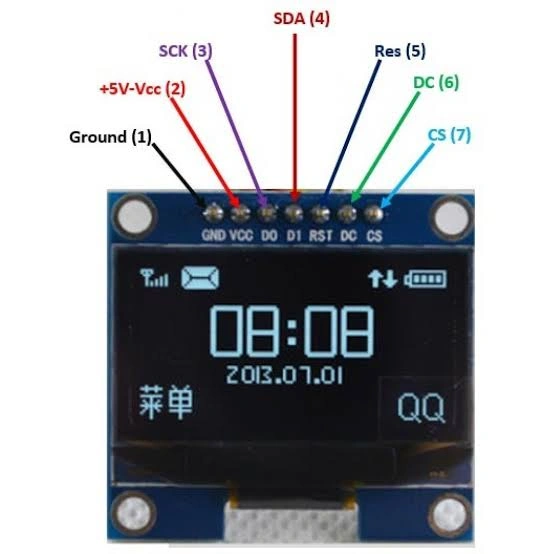 SDA (4)
SCK (3)
Res (5)
DC (6)
+5V-Vcc (2)
Ground (1)
CS (7)
GND VCC D0 D1 RST DC CS
08:08
2013.07.01
菜单
QQ